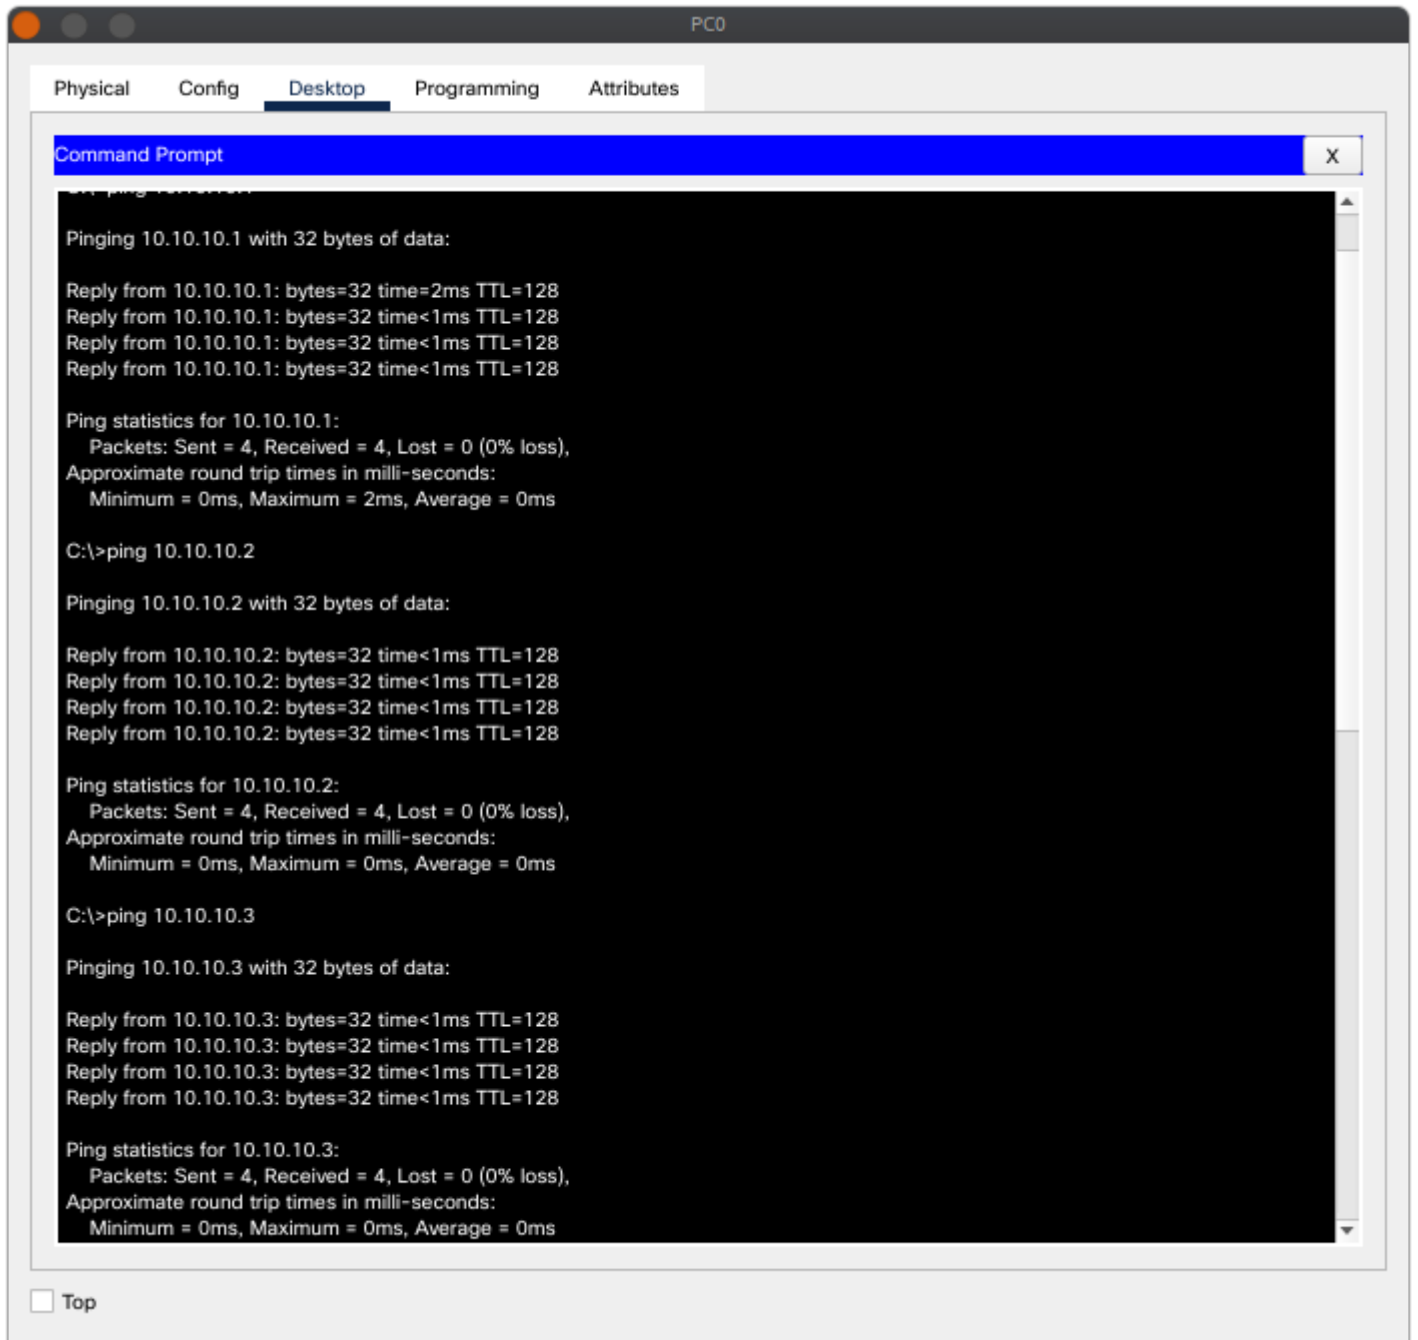 PC0
Physical Config Desktop Programming Attributes
Command Prompt X
Pinging 10.10.10.1 with 32 bytes of data:
Reply from 10.10.10.1: bytes=32 time=2ms TTL=128
Reply from 10.10.10.1: bytes=32 time<1ms TTL=128
Reply from 10.10.10.1: bytes=32 time<1ms TTL=128
Reply from 10.10.10.1: bytes=32 time<1ms TTL=128
Ping statistics for 10.10.10.1:
Packets: Sent = 4, Received = 4, Lost = 0 (0% loss),
Approximate round trip times in milli-seconds:
Minimum = 0ms, Maximum = 2ms, Average = 0ms
C:\>ping 10.10.10.2
Pinging 10.10.10.2 with 32 bytes of data:
Reply from 10.10.10.2: bytes=32 time<1ms TTL=128
Reply from 10.10.10.2: bytes=32 time<1ms TTL=128
Reply from 10.10.10.2: bytes=32 time<1ms TTL=128
Reply from 10.10.10.2: bytes=32 time<1ms TTL=128
Ping statistics for 10.10.10.2:
Packets: Sent = 4, Received = 4, Lost = 0 (0% loss),
Approximate round trip times in milli-seconds:
Minimum = 0ms, Maximum = 0ms, Average = 0ms
C:\>ping 10.10.10.3
Pinging 10.10.10.3 with 32 bytes of data:
Reply from 10.10.10.3: bytes=32 time<1ms TTL=128
Reply from 10.10.10.3: bytes=32 time<1ms TTL=128
Reply from 10.10.10.3: bytes=32 time<1ms TTL=128
Reply from 10.10.10.3: bytes=32 time<1ms TTL=128
Ping statistics for 10.10.10.3:
Packets: Sent = 4, Received = 4, Lost = 0 (0% loss),
Approximate round trip times in milli-seconds:
Minimum = 0ms, Maximum = 0ms, Average = 0ms
Top